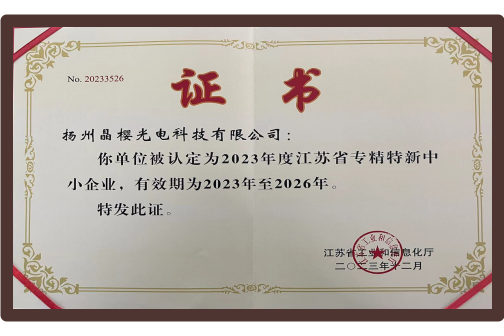 No. 20233526
证 书
扬州晶樱光电科技有限公司：
你单位被认定为2023年度江苏省专精特新中
小企业，有效期为2023年至2026年。
特发此证。
江苏省工业和信息化厅
二〇二三年十二月